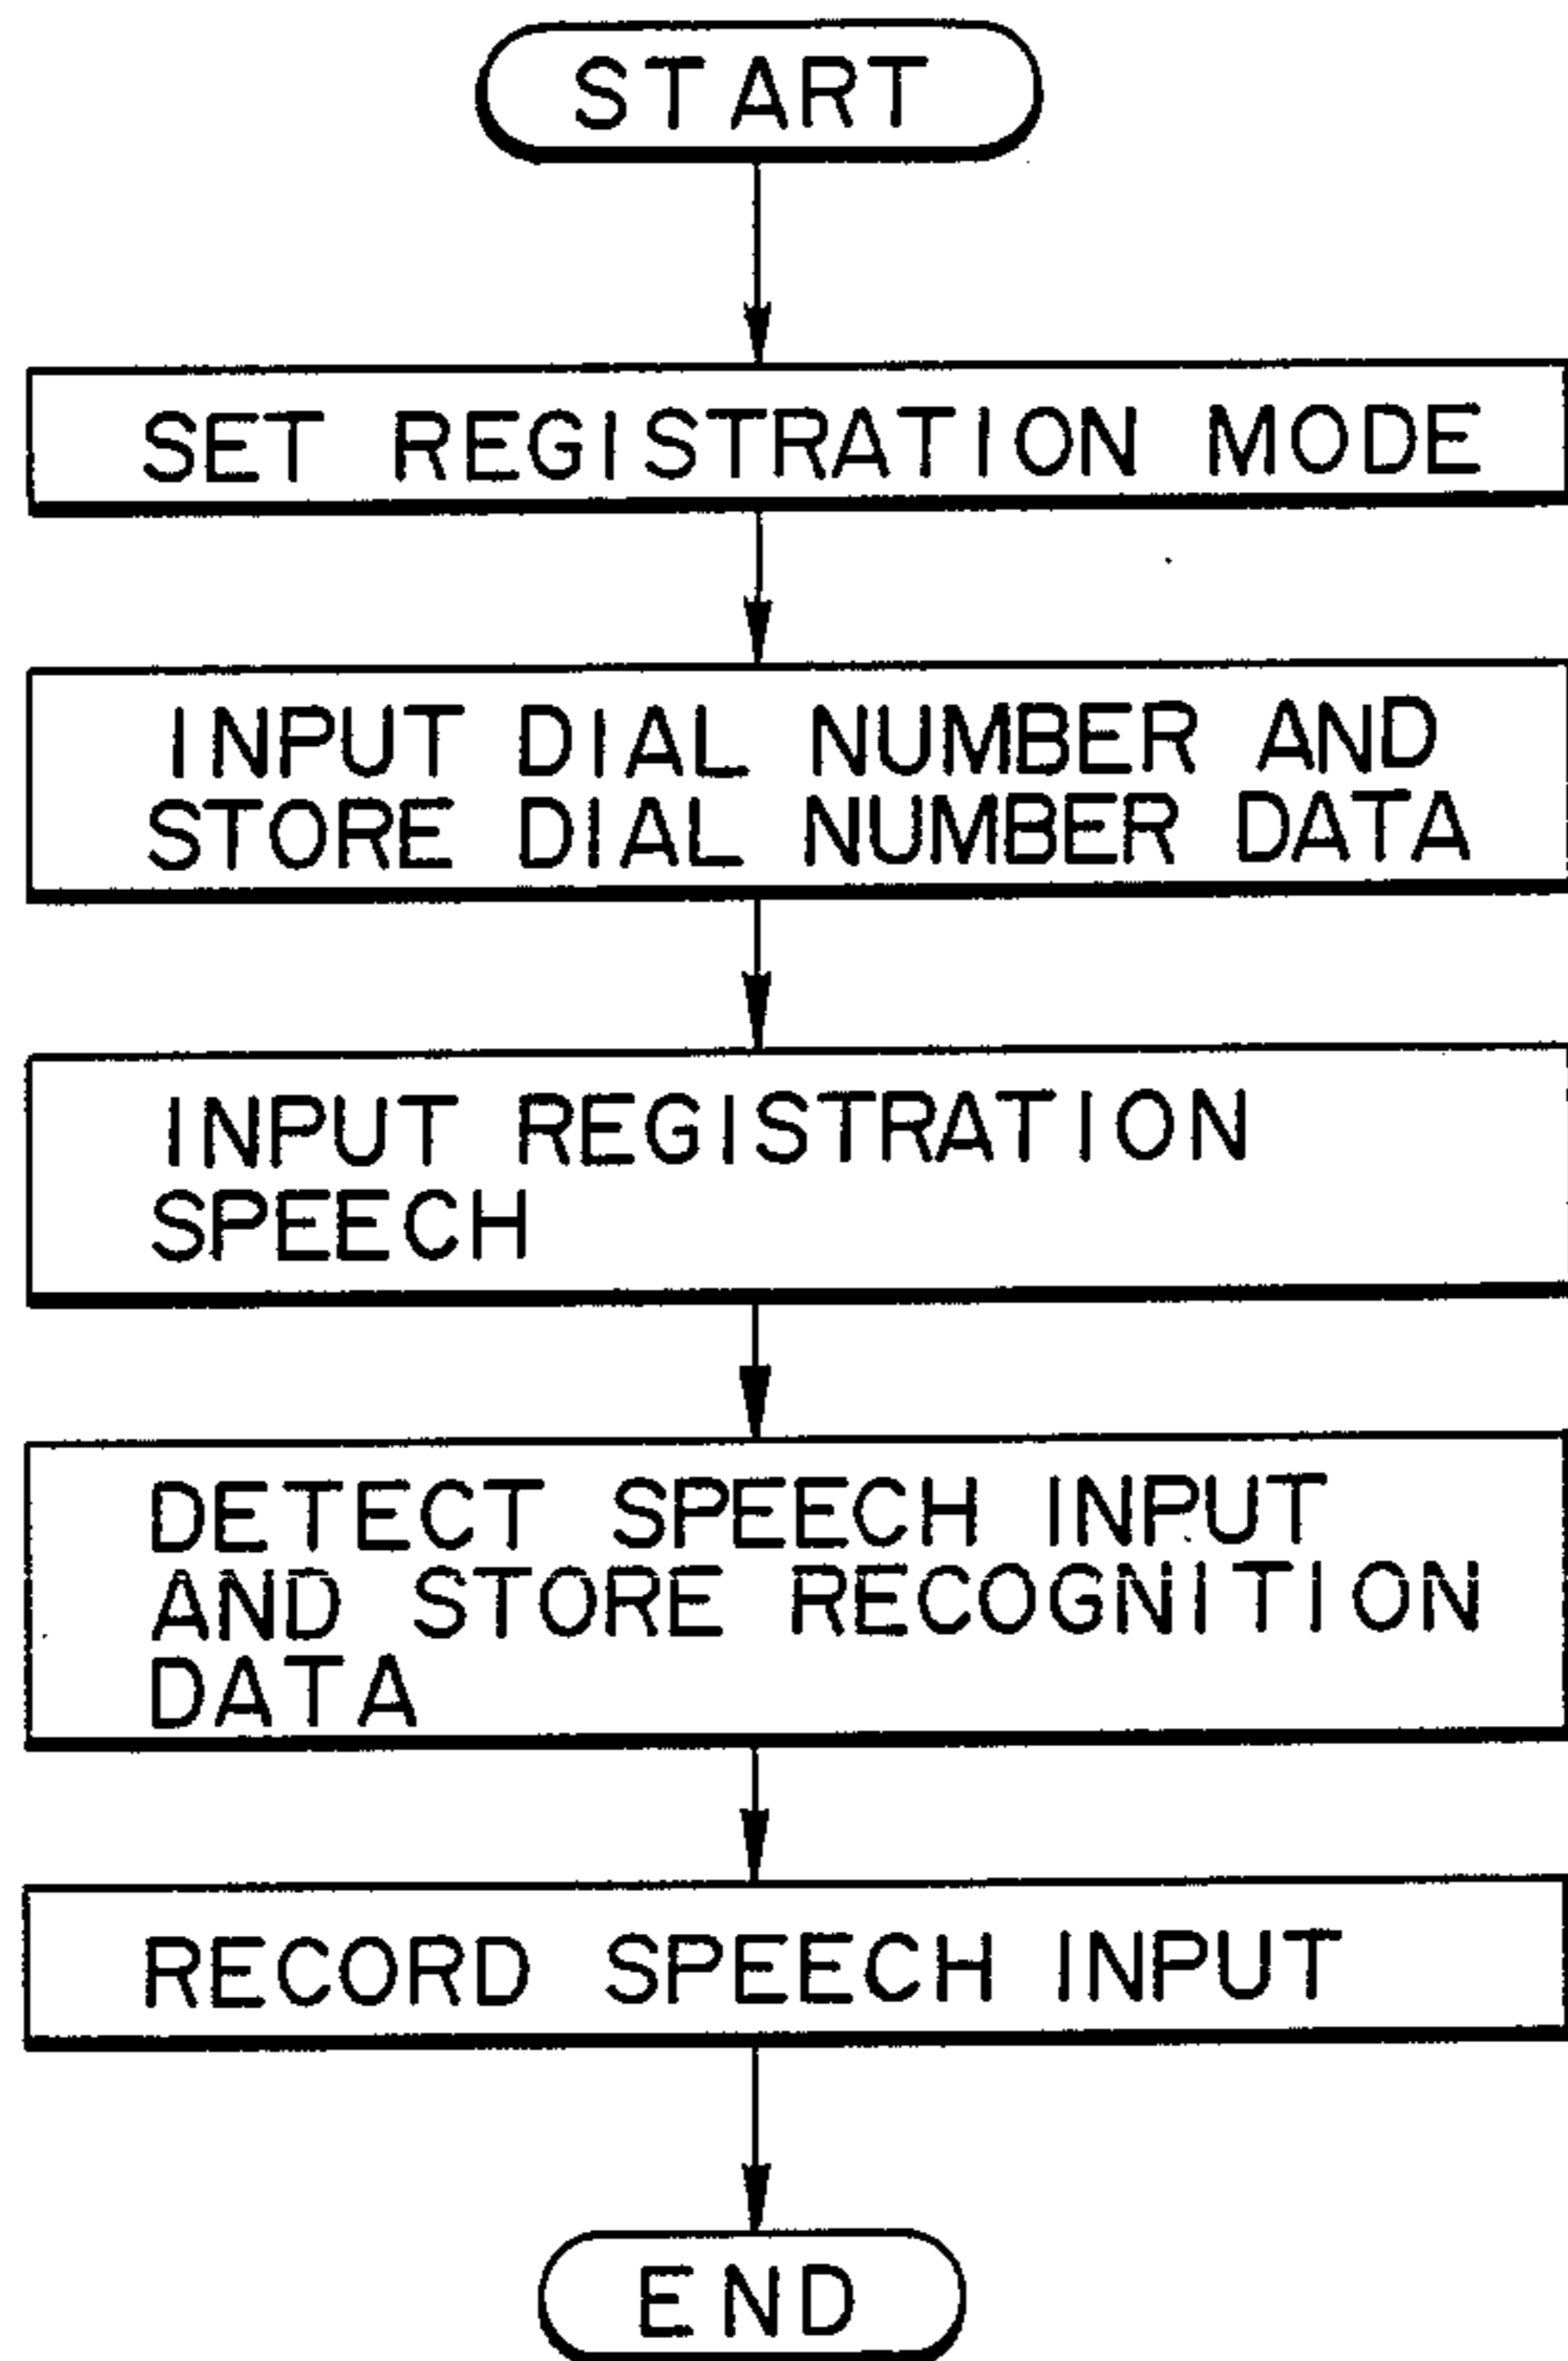 START
SET REGISTRATION MODE
INPUT DIAL NUMBER AND
STORE DIAL NUMBER DATA
INPUT REGISTRATION
SPEECH
DETECT SPEECH INPUT
AND STORE RECOGNITION
DATA
RECORD SPEECH INPUT
END